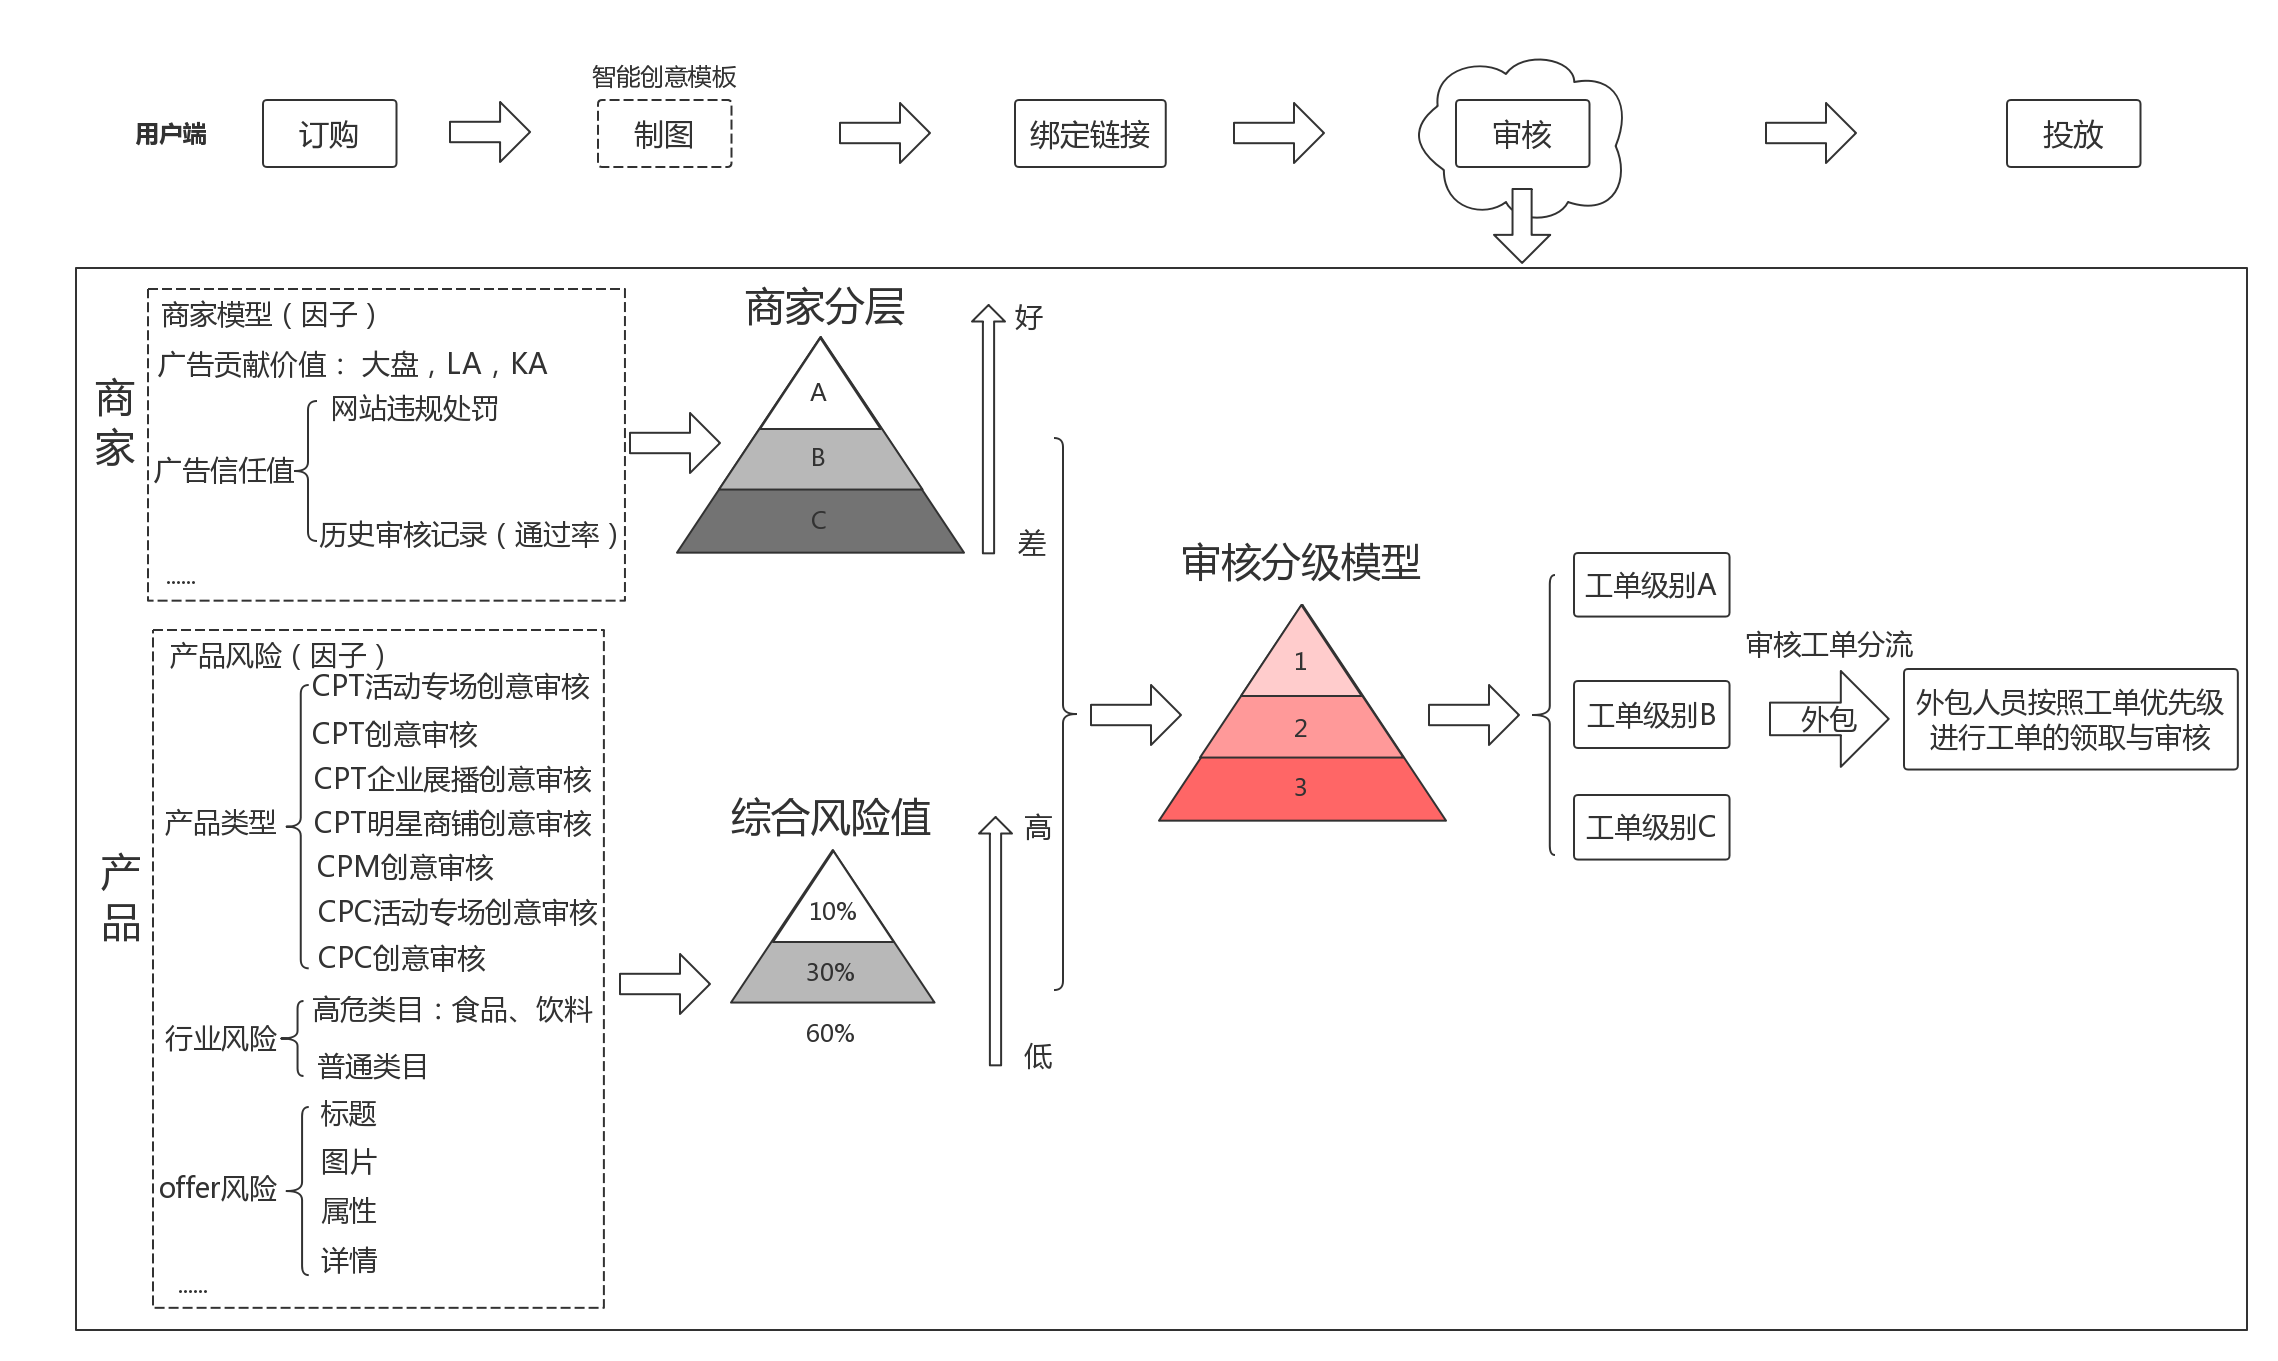 智能创意模板
用户端
订购
制图
绑定链接
审核
投放
商家
商家模型（因子）
广告贡献价值： 大盘，LA，KA
广告信任值
网站违规处罚
历史审核记录（通过率）
......
商家分层
A
B
C
好
差
产品
产品风险（因子）
产品类型
CPT活动专场创意审核
CPT创意审核
CPT企业展播创意审核
CPT明星商铺创意审核
CPM创意审核
CPC活动专场创意审核
CPC创意审核
行业风险
高危类目：食品、饮料
普通类目
offer风险
标题
图片
属性
详情
......
综合风险值
10%
30%
60%
高
低
审核分级模型
1
2
3
工单级别A
工单级别B
工单级别C
审核工单分流
外包
外包人员按照工单优先级
进行工单的领取与审核